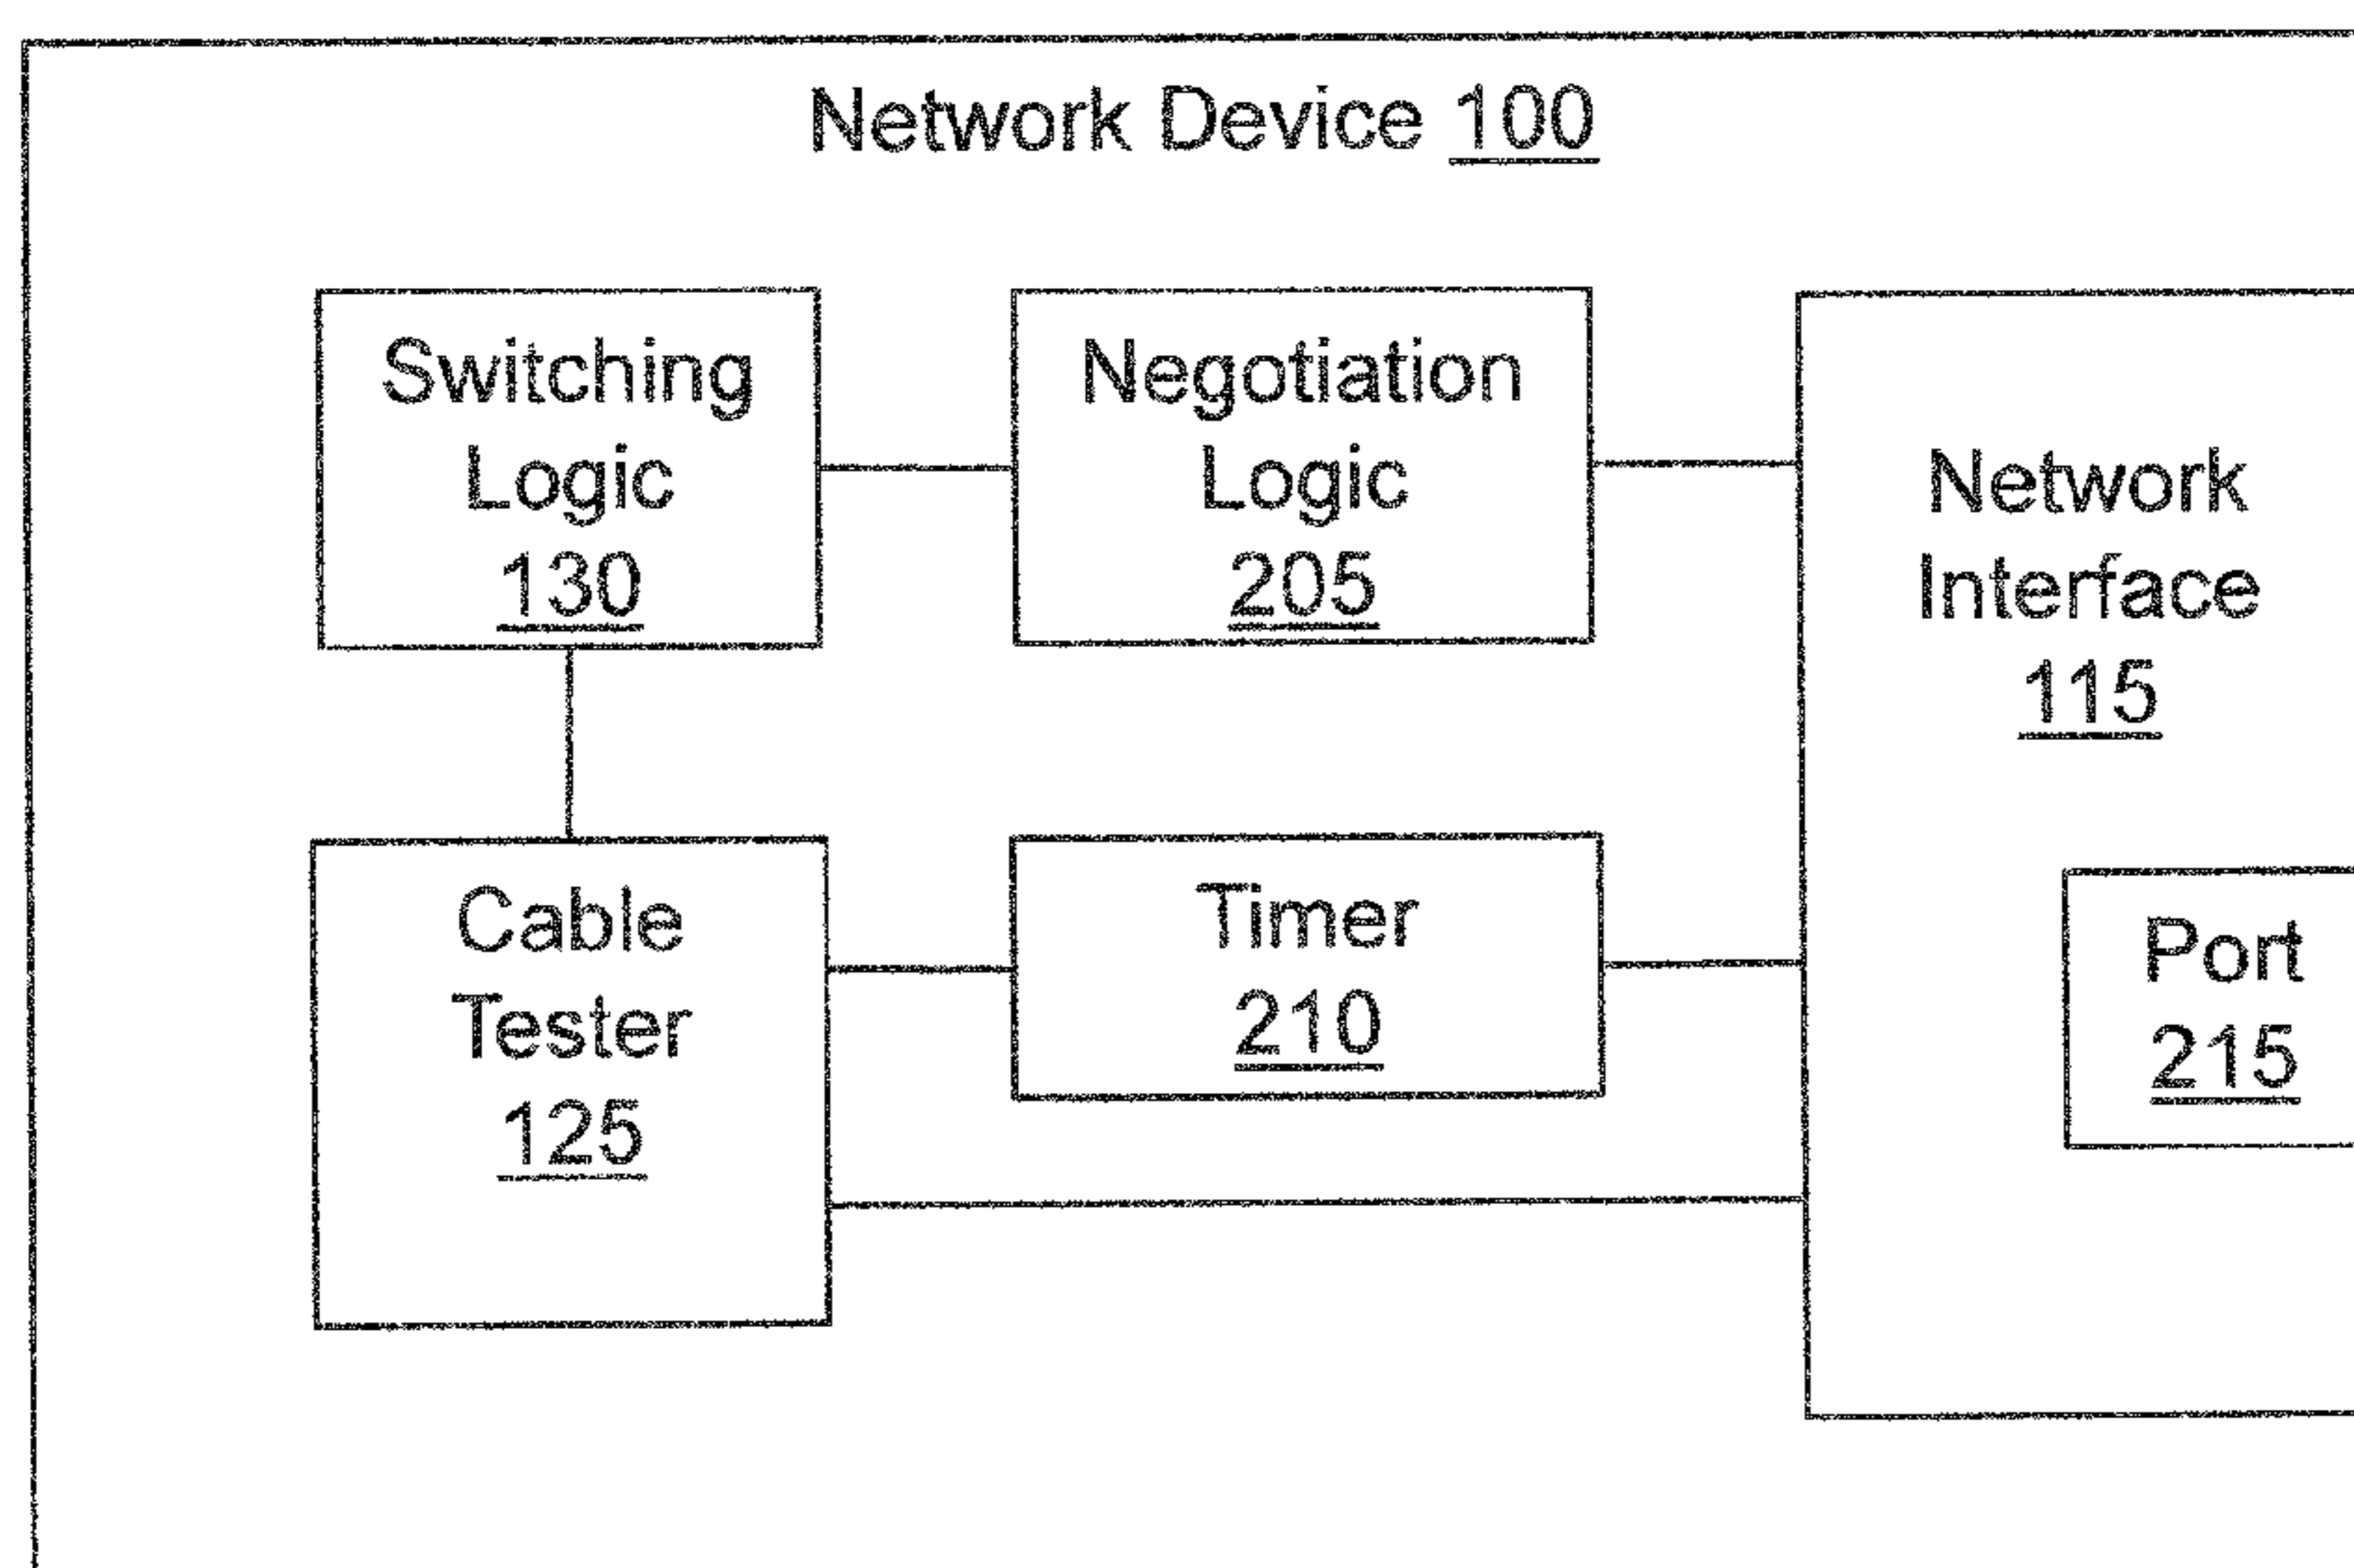 Network Device 100
Switching
Logic
130
Negotiation
Logic
205
Network
Interface
115
Cable
Tester
125
Timer
210
Port
215